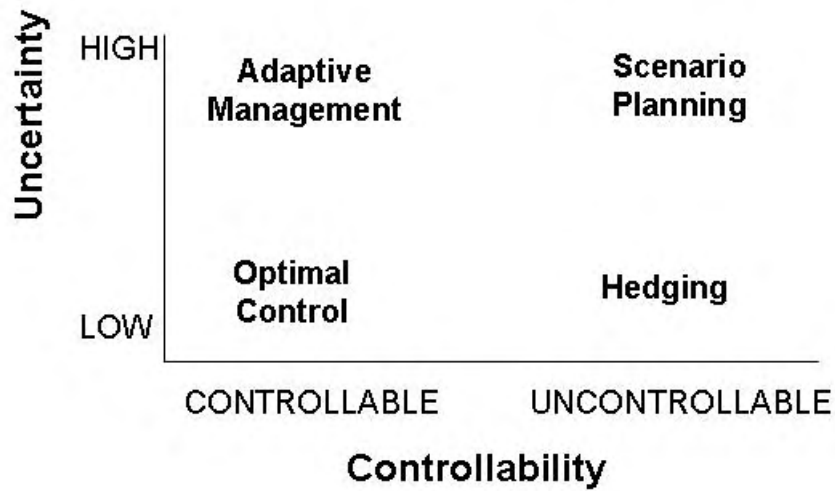 Uncertainty
HIGH
Adaptive
Management
Scenario
Planning
LOW
Optimal
Control
Hedging
CONTROLLABLE
UNCONTROLLABLE
Controllability